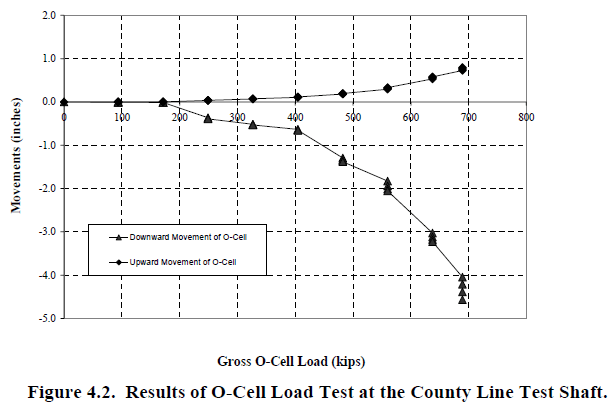 2.0
1.0
0.0
-1.0
-2.0
-3.0
-4.0
-5.0
0 100 200 300 400 500 600 700 800
Movements (inches)
Downward Movement of O-Cell
Upward Movement of O-Cell
Gross O-Cell Load (kips)
Figure 4.2. Results of O-Cell Load Test at the County Line Test Shaft.